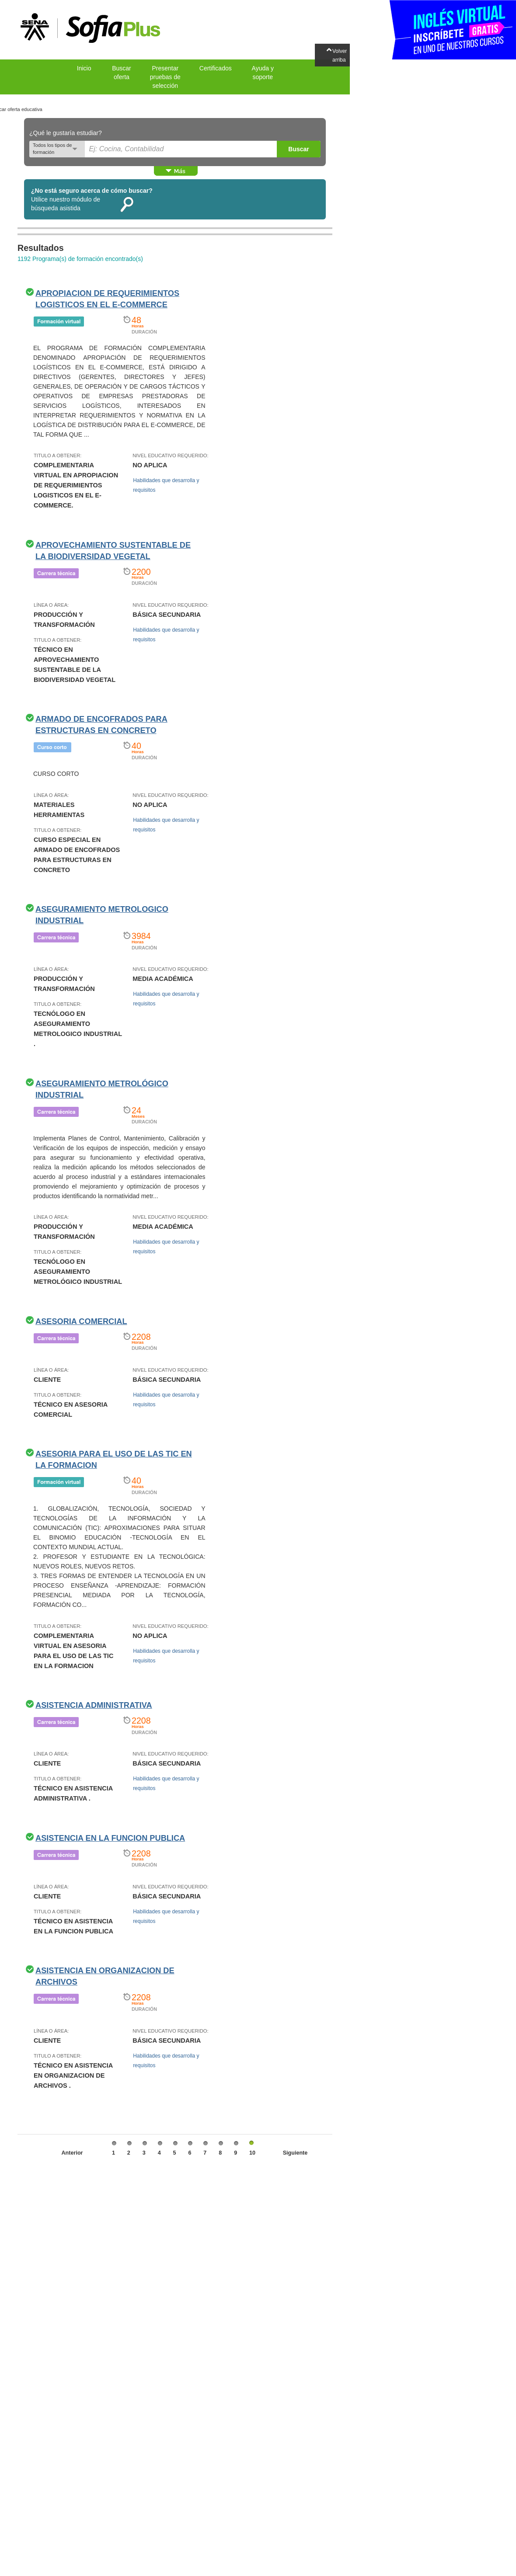 SENA
SofiaPlus
INGLÉS VIRTUAL
INSCRÍBETE GRATIS
EN UNO DE NUESTROS CURSOS
Volver
arriba
Inicio
Buscar
oferta
Presentar
pruebas de
selección
Certificados
Ayuda y
soporte
car oferta educativa
¿Qué le gustaría estudiar?
Todos los tipos de
formación
Ej: Cocina, Contabilidad
Buscar
Más
¿No está seguro acerca de cómo buscar?
Utilice nuestro módulo de
búsqueda asistida
Resultados
1192 Programa(s) de formación encontrado(s)
APROPIACION DE REQUERIMIENTOS
LOGISTICOS EN EL E-COMMERCE
Formación virtual
48
Horas
DURACIÓN
EL PROGRAMA DE FORMACIÓN COMPLEMENTARIA
DENOMINADO APROPIACIÓN DE REQUERIMIENTOS
LOGÍSTICOS EN EL E-COMMERCE, ESTÁ DIRIGIDO A
DIRECTIVOS (GERENTES, DIRECTORES Y JEFES)
GENERALES, DE OPERACIÓN Y DE CARGOS TÁCTICOS Y
OPERATIVOS DE EMPRESAS PRESTADORAS DE
SERVICIOS LOGÍSTICOS, INTERESADOS EN
INTERPRETAR REQUERIMIENTOS Y NORMATIVA EN LA
LOGÍSTICA DE DISTRIBUCIÓN PARA EL E-COMMERCE, DE
TAL FORMA QUE ...
TITULO A OBTENER:
COMPLEMENTARIA
VIRTUAL EN APROPIACION
DE REQUERIMIENTOS
LOGISTICOS EN EL E-
COMMERCE.
NIVEL EDUCATIVO REQUERIDO:
NO APLICA
Habilidades que desarrolla y
requisitos
APROVECHAMIENTO SUSTENTABLE DE
LA BIODIVERSIDAD VEGETAL
Carrera técnica
2200
Horas
DURACIÓN
LÍNEA O ÁREA:
PRODUCCIÓN Y
TRANSFORMACIÓN
TITULO A OBTENER:
TÉCNICO EN
APROVECHAMIENTO
SUSTENTABLE DE LA
BIODIVERSIDAD VEGETAL
NIVEL EDUCATIVO REQUERIDO:
BÁSICA SECUNDARIA
Habilidades que desarrolla y
requisitos
ARMADO DE ENCOFRADOS PARA
ESTRUCTURAS EN CONCRETO
Curso corto
40
Horas
DURACIÓN
CURSO CORTO
LÍNEA O ÁREA:
MATERIALES
HERRAMIENTAS
TITULO A OBTENER:
CURSO ESPECIAL EN
ARMADO DE ENCOFRADOS
PARA ESTRUCTURAS EN
CONCRETO
NIVEL EDUCATIVO REQUERIDO:
NO APLICA
Habilidades que desarrolla y
requisitos
ASEGURAMIENTO METROLOGICO
INDUSTRIAL
Carrera técnica
3984
Horas
DURACIÓN
LÍNEA O ÁREA:
PRODUCCIÓN Y
TRANSFORMACIÓN
TITULO A OBTENER:
TECNÓLOGO EN
ASEGURAMIENTO
METROLOGICO INDUSTRIAL
.
NIVEL EDUCATIVO REQUERIDO:
MEDIA ACADÉMICA
Habilidades que desarrolla y
requisitos
ASEGURAMIENTO METROLÓGICO
INDUSTRIAL
Carrera técnica
24
Meses
DURACIÓN
Implementa Planes de Control, Mantenimiento, Calibración y
Verificación de los equipos de inspección, medición y ensayo
para asegurar su funcionamiento y efectividad operativa,
realiza la medición aplicando los métodos seleccionados de
acuerdo al proceso industrial y a estándares internacionales
promoviendo el mejoramiento y optimización de procesos y
productos identificando la normatividad metr...
LÍNEA O ÁREA:
PRODUCCIÓN Y
TRANSFORMACIÓN
TITULO A OBTENER:
TECNÓLOGO EN
ASEGURAMIENTO
METROLÓGICO INDUSTRIAL
NIVEL EDUCATIVO REQUERIDO:
MEDIA ACADÉMICA
Habilidades que desarrolla y
requisitos
ASESORIA COMERCIAL
Carrera técnica
2208
Horas
DURACIÓN
LÍNEA O ÁREA:
CLIENTE
TITULO A OBTENER:
TÉCNICO EN ASESORIA
COMERCIAL
NIVEL EDUCATIVO REQUERIDO:
BÁSICA SECUNDARIA
Habilidades que desarrolla y
requisitos
ASESORIA PARA EL USO DE LAS TIC EN
LA FORMACION
Formación virtual
40
Horas
DURACIÓN
1. GLOBALIZACIÓN, TECNOLOGÍA, SOCIEDAD Y
TECNOLOGÍAS DE LA INFORMACIÓN Y LA
COMUNICACIÓN (TIC): APROXIMACIONES PARA SITUAR
EL BINOMIO EDUCACIÓN -TECNOLOGÍA EN EL
CONTEXTO MUNDIAL ACTUAL.
2. PROFESOR Y ESTUDIANTE EN LA TECNOLÓGICA:
NUEVOS ROLES, NUEVOS RETOS.
3. TRES FORMAS DE ENTENDER LA TECNOLOGÍA EN UN
PROCESO ENSEÑANZA -APRENDIZAJE: FORMACIÓN
PRESENCIAL MEDIADA POR LA TECNOLOGÍA,
FORMACIÓN CO...
TITULO A OBTENER:
COMPLEMENTARIA
VIRTUAL EN ASESORIA
PARA EL USO DE LAS TIC
EN LA FORMACION
NIVEL EDUCATIVO REQUERIDO:
NO APLICA
Habilidades que desarrolla y
requisitos
ASISTENCIA ADMINISTRATIVA
Carrera técnica
2208
Horas
DURACIÓN
LÍNEA O ÁREA:
CLIENTE
TITULO A OBTENER:
TÉCNICO EN ASISTENCIA
ADMINISTRATIVA .
NIVEL EDUCATIVO REQUERIDO:
BÁSICA SECUNDARIA
Habilidades que desarrolla y
requisitos
ASISTENCIA EN LA FUNCION PUBLICA
Carrera técnica
2208
Horas
DURACIÓN
LÍNEA O ÁREA:
CLIENTE
TITULO A OBTENER:
TÉCNICO EN ASISTENCIA
EN LA FUNCION PUBLICA
NIVEL EDUCATIVO REQUERIDO:
BÁSICA SECUNDARIA
Habilidades que desarrolla y
requisitos
ASISTENCIA EN ORGANIZACION DE
ARCHIVOS
Carrera técnica
2208
Horas
DURACIÓN
LÍNEA O ÁREA:
CLIENTE
TITULO A OBTENER:
TÉCNICO EN ASISTENCIA
EN ORGANIZACION DE
ARCHIVOS .
NIVEL EDUCATIVO REQUERIDO:
BÁSICA SECUNDARIA
Habilidades que desarrolla y
requisitos
Anterior 1 2 3 4 5 6 7 8 9 10 Siguiente